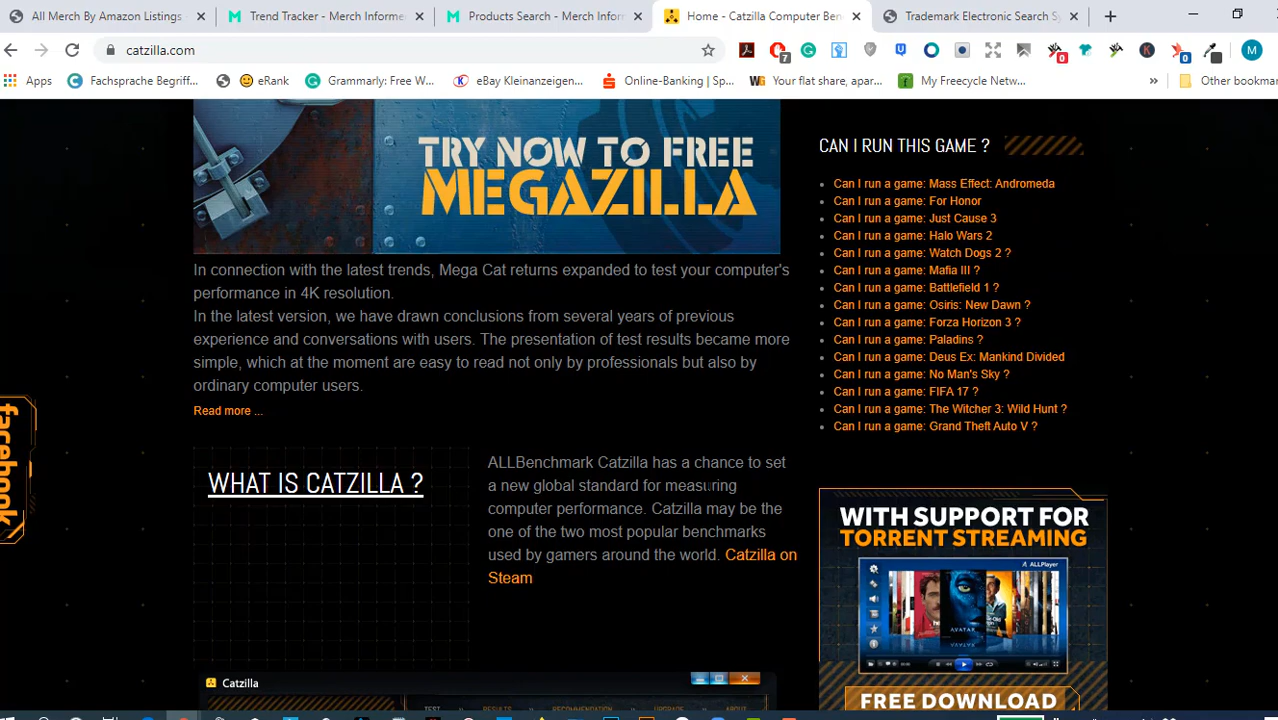 All Merch By Amazon Listings -
Trend Tracker - Merch Informe
Products Search - Merch Infor
Home - Catzilla Computer Ben
Trademark Electronic Search Sy
catzilla.com
7
0
0
M
Apps
Fachsprache Begriff...
eRank
Grammarly: Free W...
eBay Kleinanzeigen...
Online-Banking | Sp...
Your flat share, apar...
My Freecycle Netw...
Other bookmar
TRY NOW TO FREE
MEGAZILLA
In connection with the latest trends, Mega Cat returns expanded to test your computer's
performance in 4K resolution.
In the latest version, we have drawn conclusions from several years of previous
experience and conversations with users. The presentation of test results became more
simple, which at the moment are easy to read not only by professionals but also by
ordinary computer users.
Read more ...
facebook
WHAT IS CATZILLA ?
ALLBenchmark Catzilla has a chance to set
a new global standard for measuring
computer performance. Catzilla may be the
one of the two most popular benchmarks
used by gamers around the world. Catzilla on
Steam
Catzilla
TEST RESULTS RECOMMENDATION UPGRADE ABOUT
CAN I RUN THIS GAME ?
Can I run a game: Mass Effect: Andromeda
Can I run a game: For Honor
Can I run a game: Just Cause 3
Can I run a game: Halo Wars 2
Can I run a game: Watch Dogs 2 ?
Can I run a game: Mafia III ?
Can I run a game: Battlefield 1 ?
Can I run a game: Osiris: New Dawn ?
Can I run a game: Forza Horizon 3 ?
Can I run a game: Paladins ?
Can I run a game: Deus Ex: Mankind Divided
Can I run a game: No Man's Sky ?
Can I run a game: FIFA 17 ?
Can I run a game: The Witcher 3: Wild Hunt ?
Can I run a game: Grand Theft Auto V ?
WITH SUPPORT FOR
TORRENT STREAMING
ALLPlayer
AVATAR
FREE DOWNLOAD